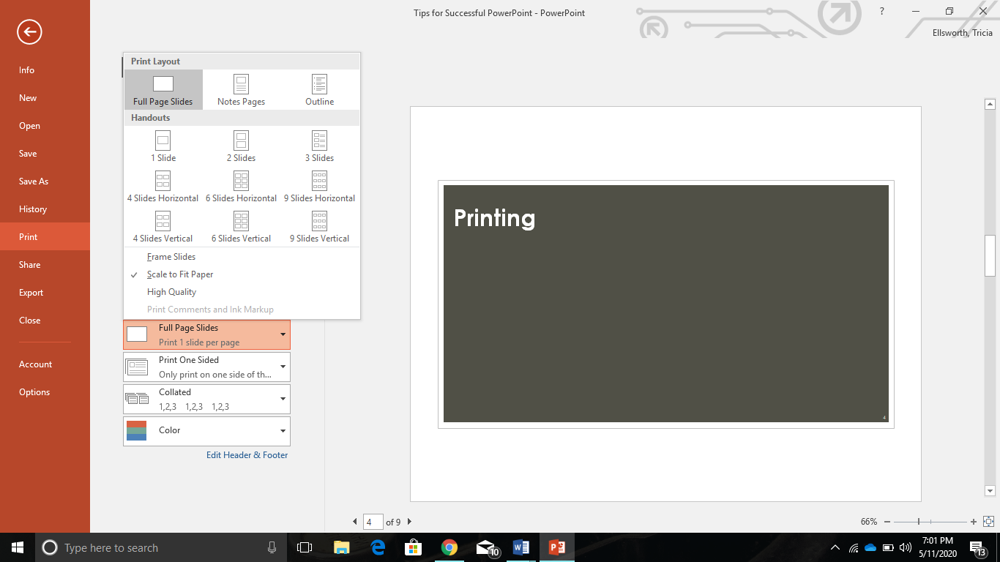 Tips for Successful PowerPoint - PowerPoint
?
Ellsworth, Tricia
Info
New
Open
Save
Save As
History
Print
Share
Export
Close
Account
Options
Print Layout
Full Page Slides Notes Pages Outline
Handouts
1 Slide 2 Slides 3 Slides
4 Slides Horizontal 6 Slides Horizontal 9 Slides Horizontal
4 Slides Vertical 6 Slides Vertical 9 Slides Vertical
Frame Slides
Scale to Fit Paper
High Quality
Print Comments and Ink Markup
Full Page Slides
Print 1 slide per page
Print One Sided
Only print on one side of th...
Collated
1,2,3 1,2,3 1,2,3
Color
Edit Header & Footer
Printing
4
4 of 9
66%
Type here to search
10
7:01 PM
5/11/2020
13